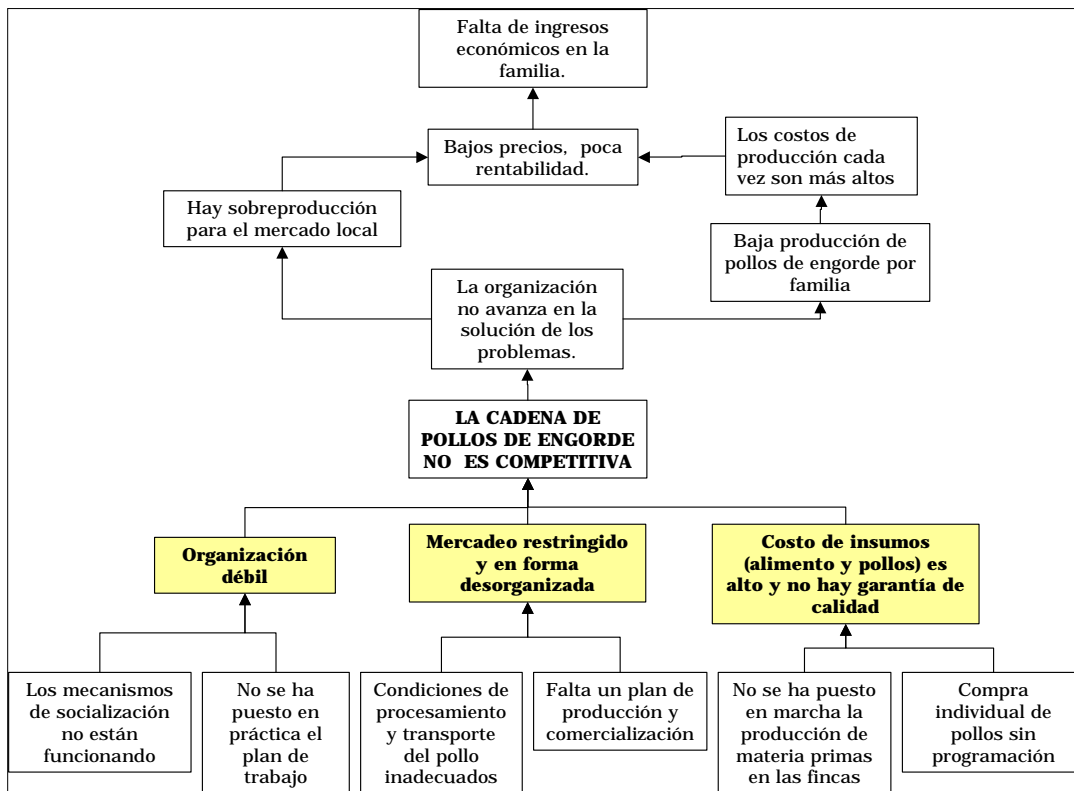 Falta de ingresos
económicos en la
familia.
Bajos precios, poca
rentabilidad.
Los costos de
producción cada
vez son más altos
Hay sobreproducción
para el mercado local
Baja producción de
pollos de engorde por
familia
La organización
no avanza en la
solución de los
problemas.
LA CADENA DE
POLLOS DE ENGORDE
NO ES COMPETITIVA
Organización
débil
Mercadeo restringido
y en forma
desorganizada
Costo de insumos
(alimento y pollos) es
alto y no hay garantía de
calidad
Los mecanismos
de socialización
no están
funcionando
No se ha
puesto en
práctica el
plan de
trabajo
Condiciones de
procesamiento
y transporte
del pollo
inadecuados
Falta un plan de
producción y
comercialización
No se ha puesto
en marcha la
producción de
materia primas
en las fincas
Compra
individual de
pollos sin
programación